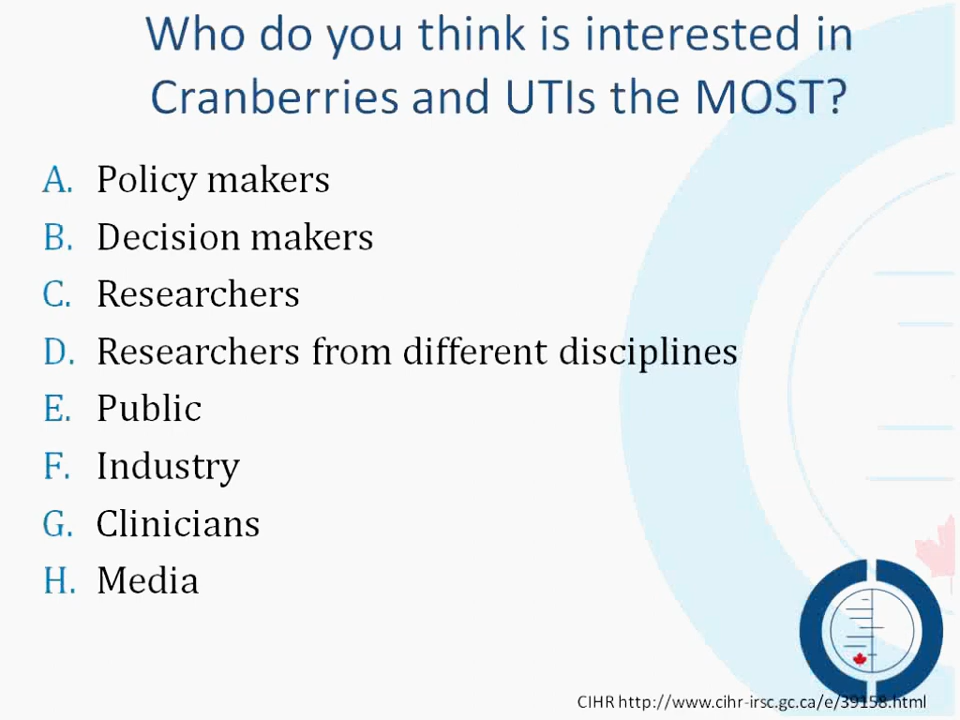 Who do you think is interested in
Cranberries and UTIs the MOST?
A. Policy makers
B. Decision makers
C. Researchers
D. Researchers from different disciplines
E. Public
F. Industry
G. Clinicians
H. Media
CIHR http://www.cihr-irsc.gc.ca/e/39158.html